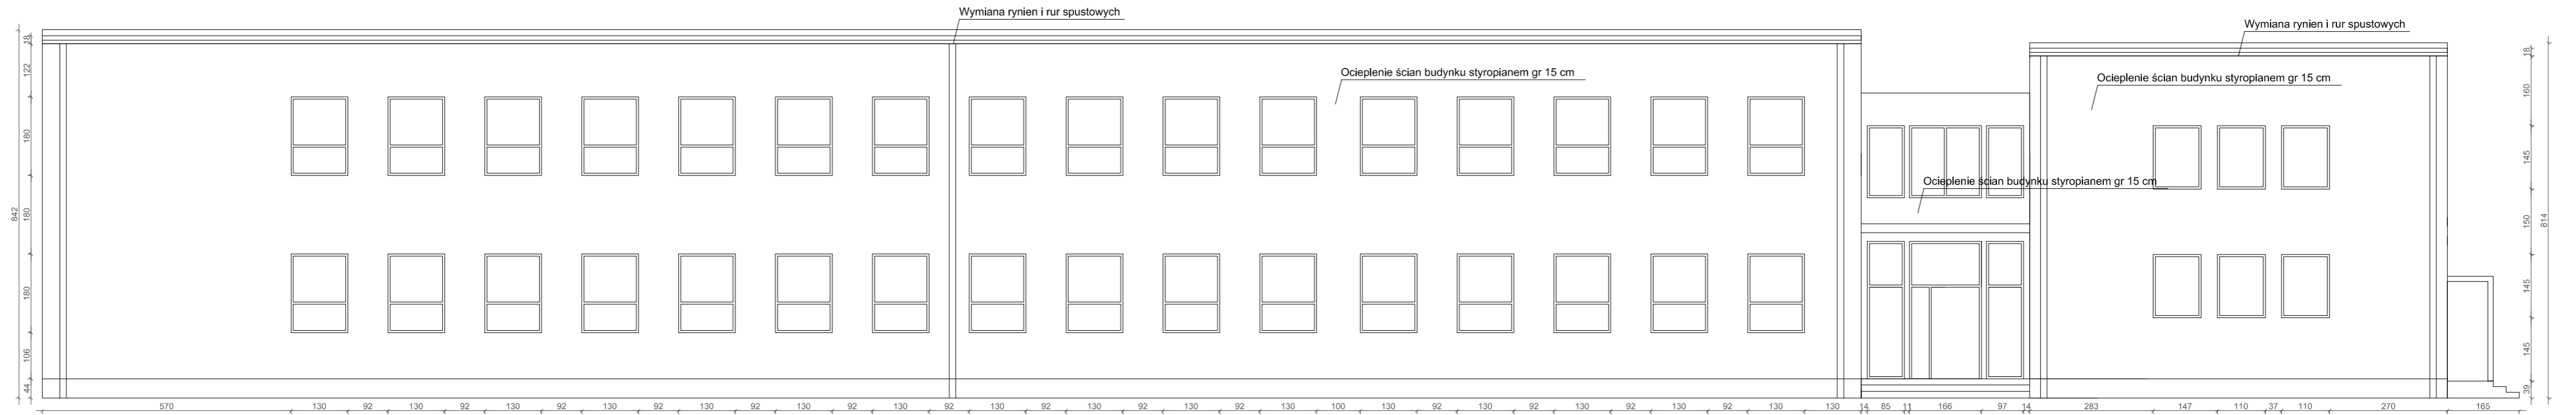 Wymiana rynien i rur spustowych
Wymiana rynien i rur spustowych
Ocieplenie ścian budynku styropianem gr 15 cm
Ocieplenie ścian budynku styropianem gr 15 cm
Ocieplenie ścian budynku styropianem gr 15 cm
842
18
122
180
180
180
106
44
18
160
145
150
145
145
39
814
570 130 92 130 92 130 92 130 92 130 92 130 92 130 92 130 92 130 92 130 92 130 100 130 92 130 92 130 92 130 92 130 130 14 85 11 166 97 14 283 147 110 37 110 270 165